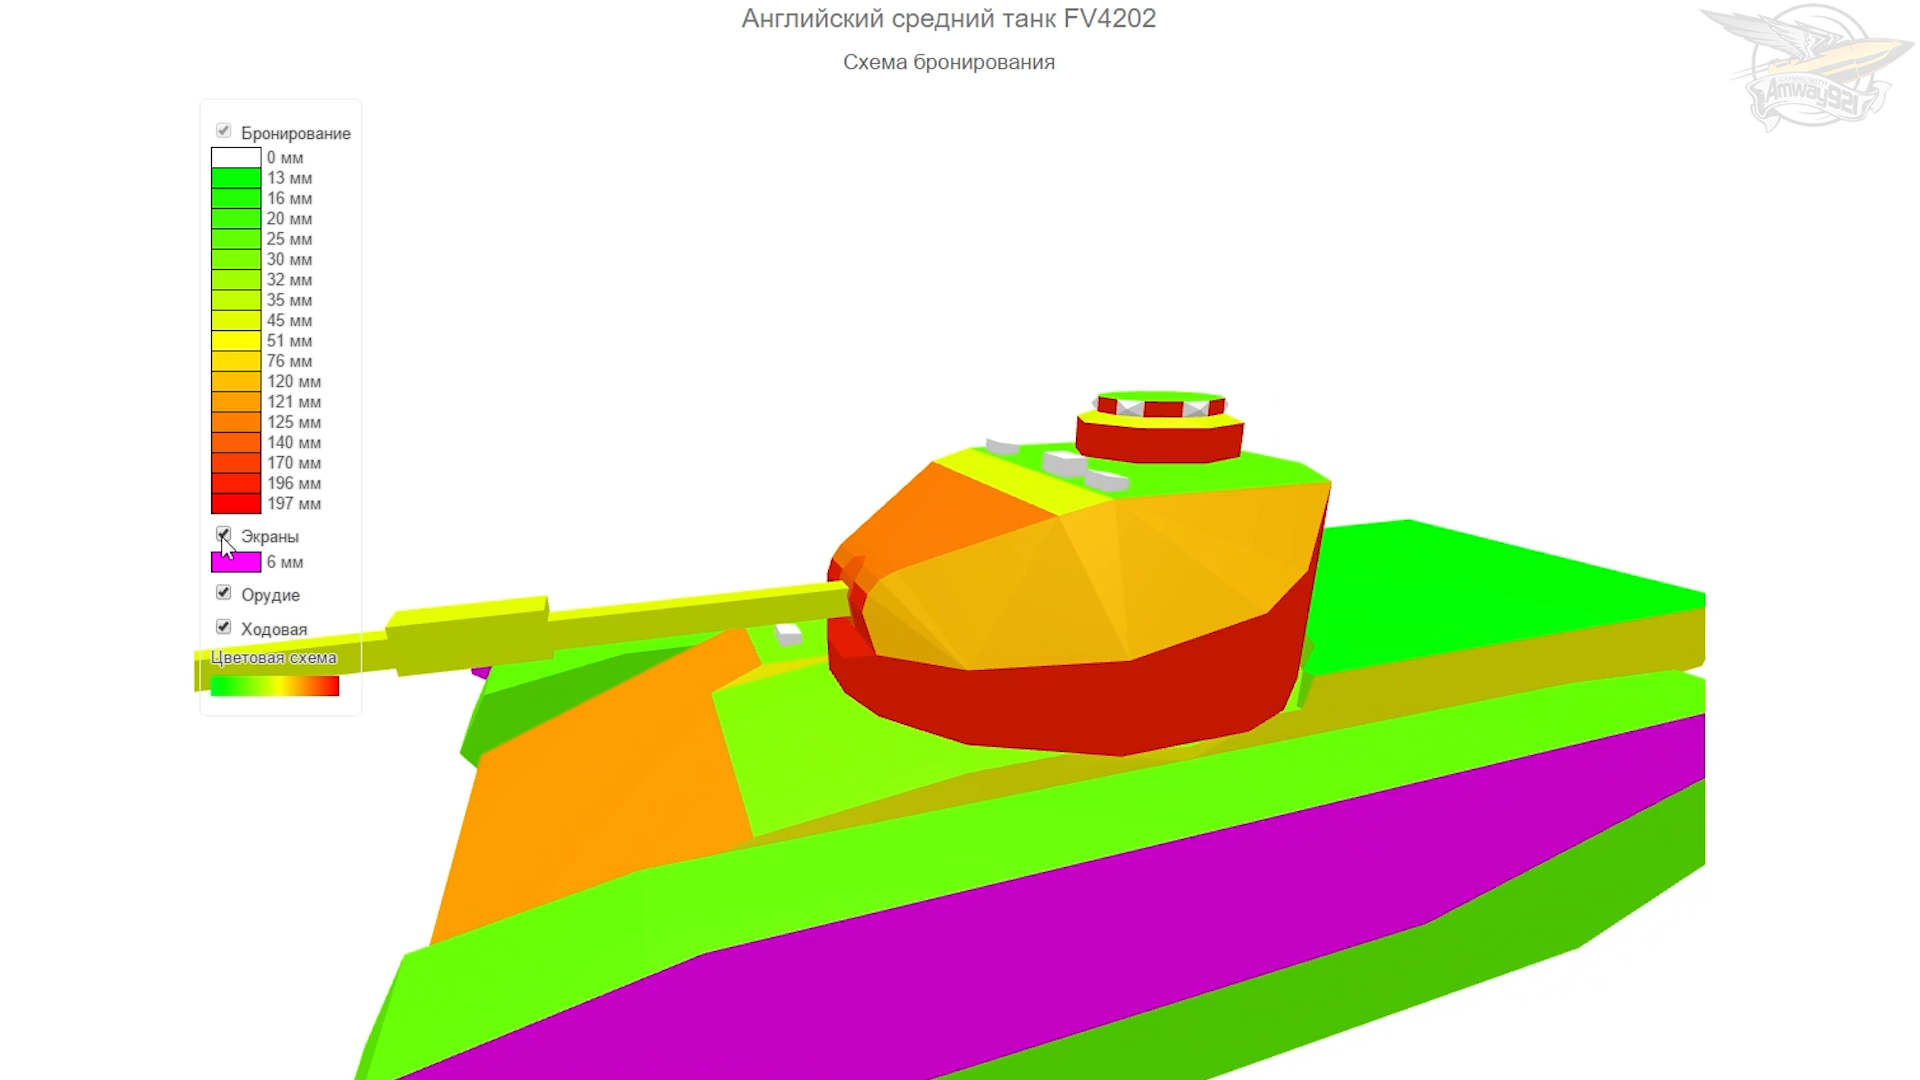 Английский средний танк FV4202
Схема бронирования
GAMING WITH
Amway921
Бронирование
0 мм
13 мм
16 мм
20 мм
25 мм
30 мм
32 мм
35 мм
45 мм
51 мм
76 мм
120 мм
121 мм
125 мм
140 мм
170 мм
196 мм
197 мм
Экраны
6 мм
Орудие
Ходовая
Цветовая схема